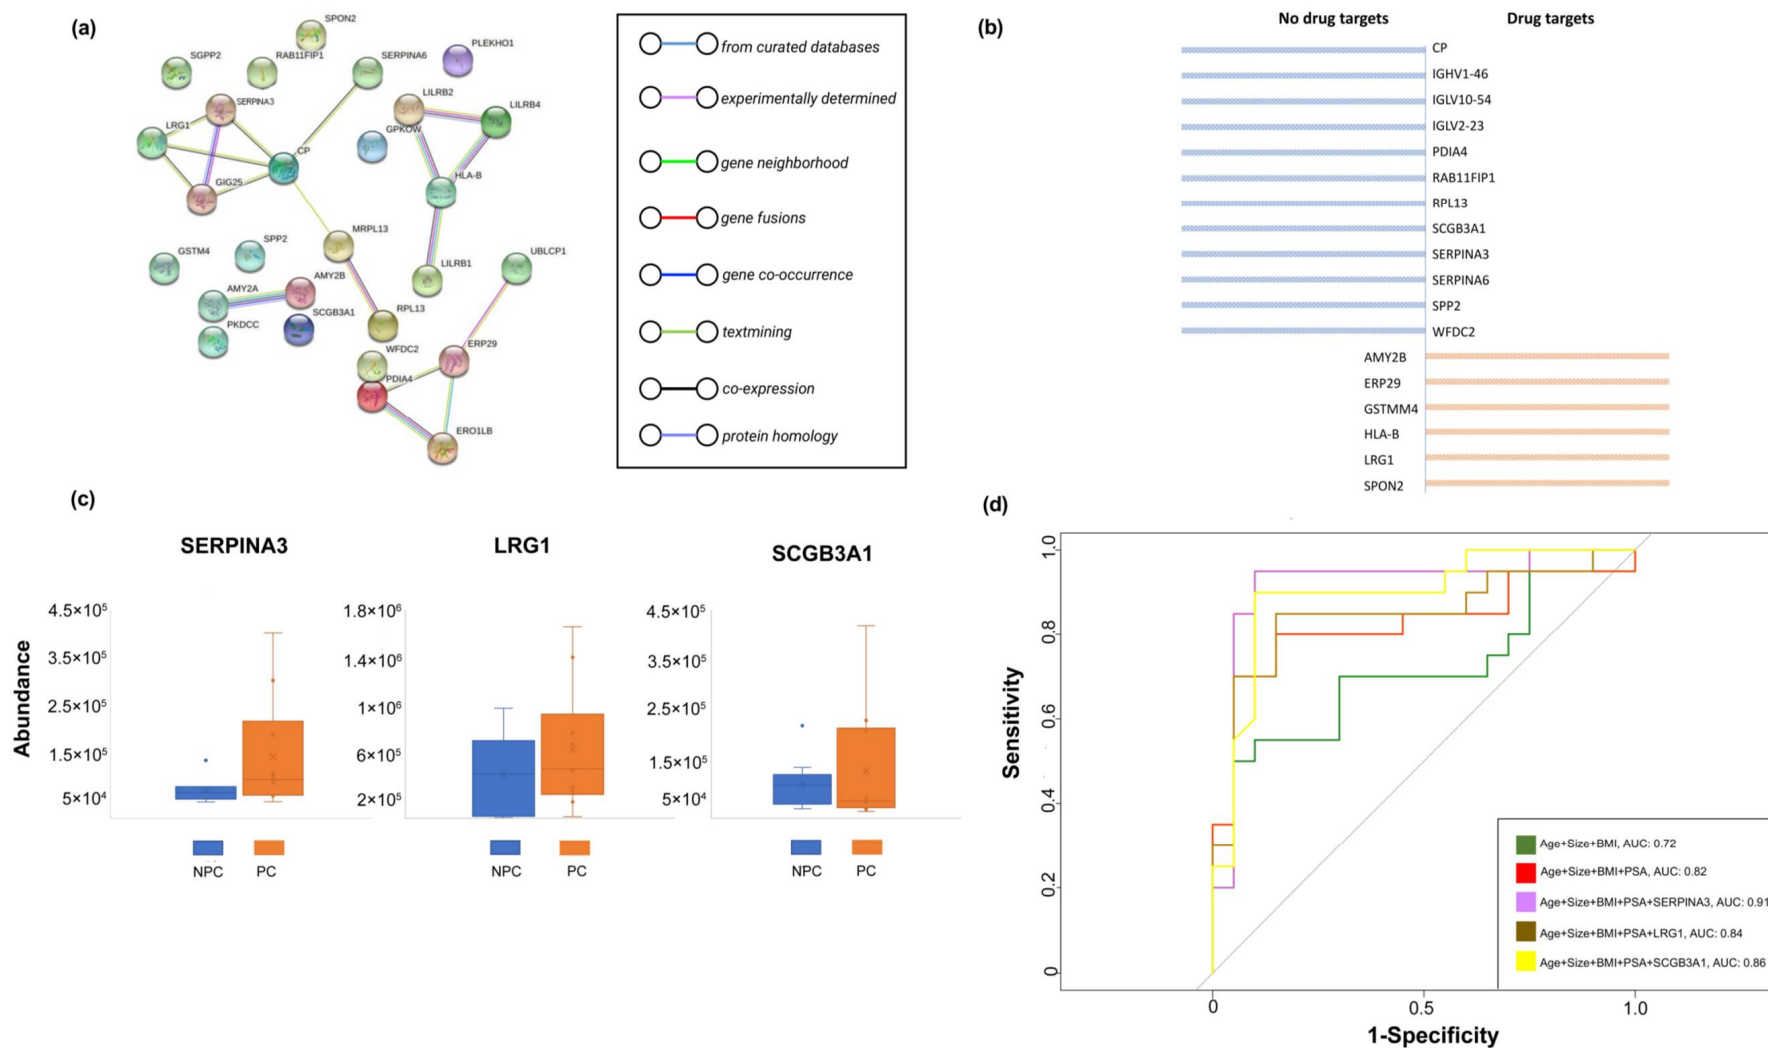 (a)
SPON2
SGPP2
RAB11FIP1
SERPINA6
PLEKHO1
SERPINA3
LILRB2
LILRB4
LRG1
GPKOW
CP
GIG25
HLA-B
MRPL13
GSTM4
SPP2
UBLCP1
AMY2B
LILRB1
AMY2A
SCGB3A1
RPL13
PKDCC
WFDC2
ERP29
PDIA4
ERO1LB
from curated databases
experimentally determined
gene neighborhood
gene fusions
gene co-occurrence
textmining
co-expression
protein homology
(b)
No drug targets
Drug targets
CP
IGHV1-46
IGLV10-54
IGLV2-23
PDIA4
RAB11FIP1
RPL13
SCGB3A1
SERPINA3
SERPINA6
SPP2
WFDC2
AMY2B
ERP29
GSTMM4
HLA-B
LRG1
SPON2
(c)
Abundance
SERPINA3
4.5×10⁵
3.5×10⁵
2.5×10⁵
1.5×10⁵
5×10⁴
NPC
PC
LRG1
1.8×10⁶
1.4×10⁶
1×10⁶
6×10⁵
2×10⁵
NPC
PC
SCGB3A1
4.5×10⁵
3.5×10⁵
2.5×10⁵
1.5×10⁵
5×10⁴
NPC
PC
(d)
Sensitivity
1.0
0.8
0.6
0.4
0.2
0
0
0.5
1.0
1-Specificity
Age+Size+BMI, AUC: 0.72
Age+Size+BMI+PSA, AUC: 0.82
Age+Size+BMI+PSA+SERPINA3, AUC: 0.91
Age+Size+BMI+PSA+LRG1, AUC: 0.84
Age+Size+BMI+PSA+SCGB3A1, AUC: 0.86